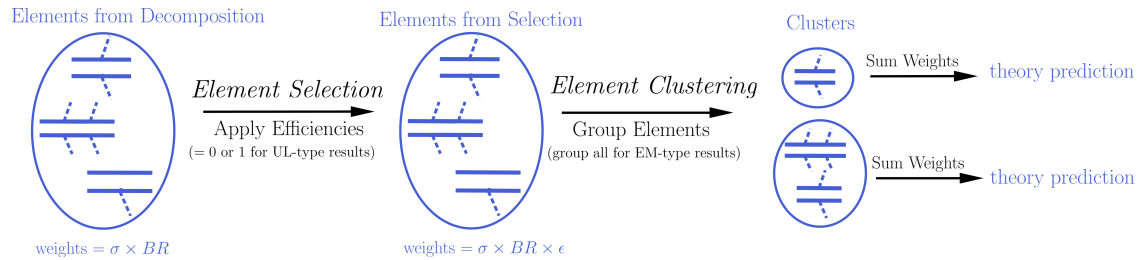 Elements from Decomposition
weights = σ × BR
Element Selection
Apply Efficiencies
(= 0 or 1 for UL-type results)
Elements from Selection
weights = σ × BR × ϵ
Element Clustering
Group Elements
(group all for EM-type results)
Clusters
Sum Weights
theory prediction
Sum Weights
theory prediction